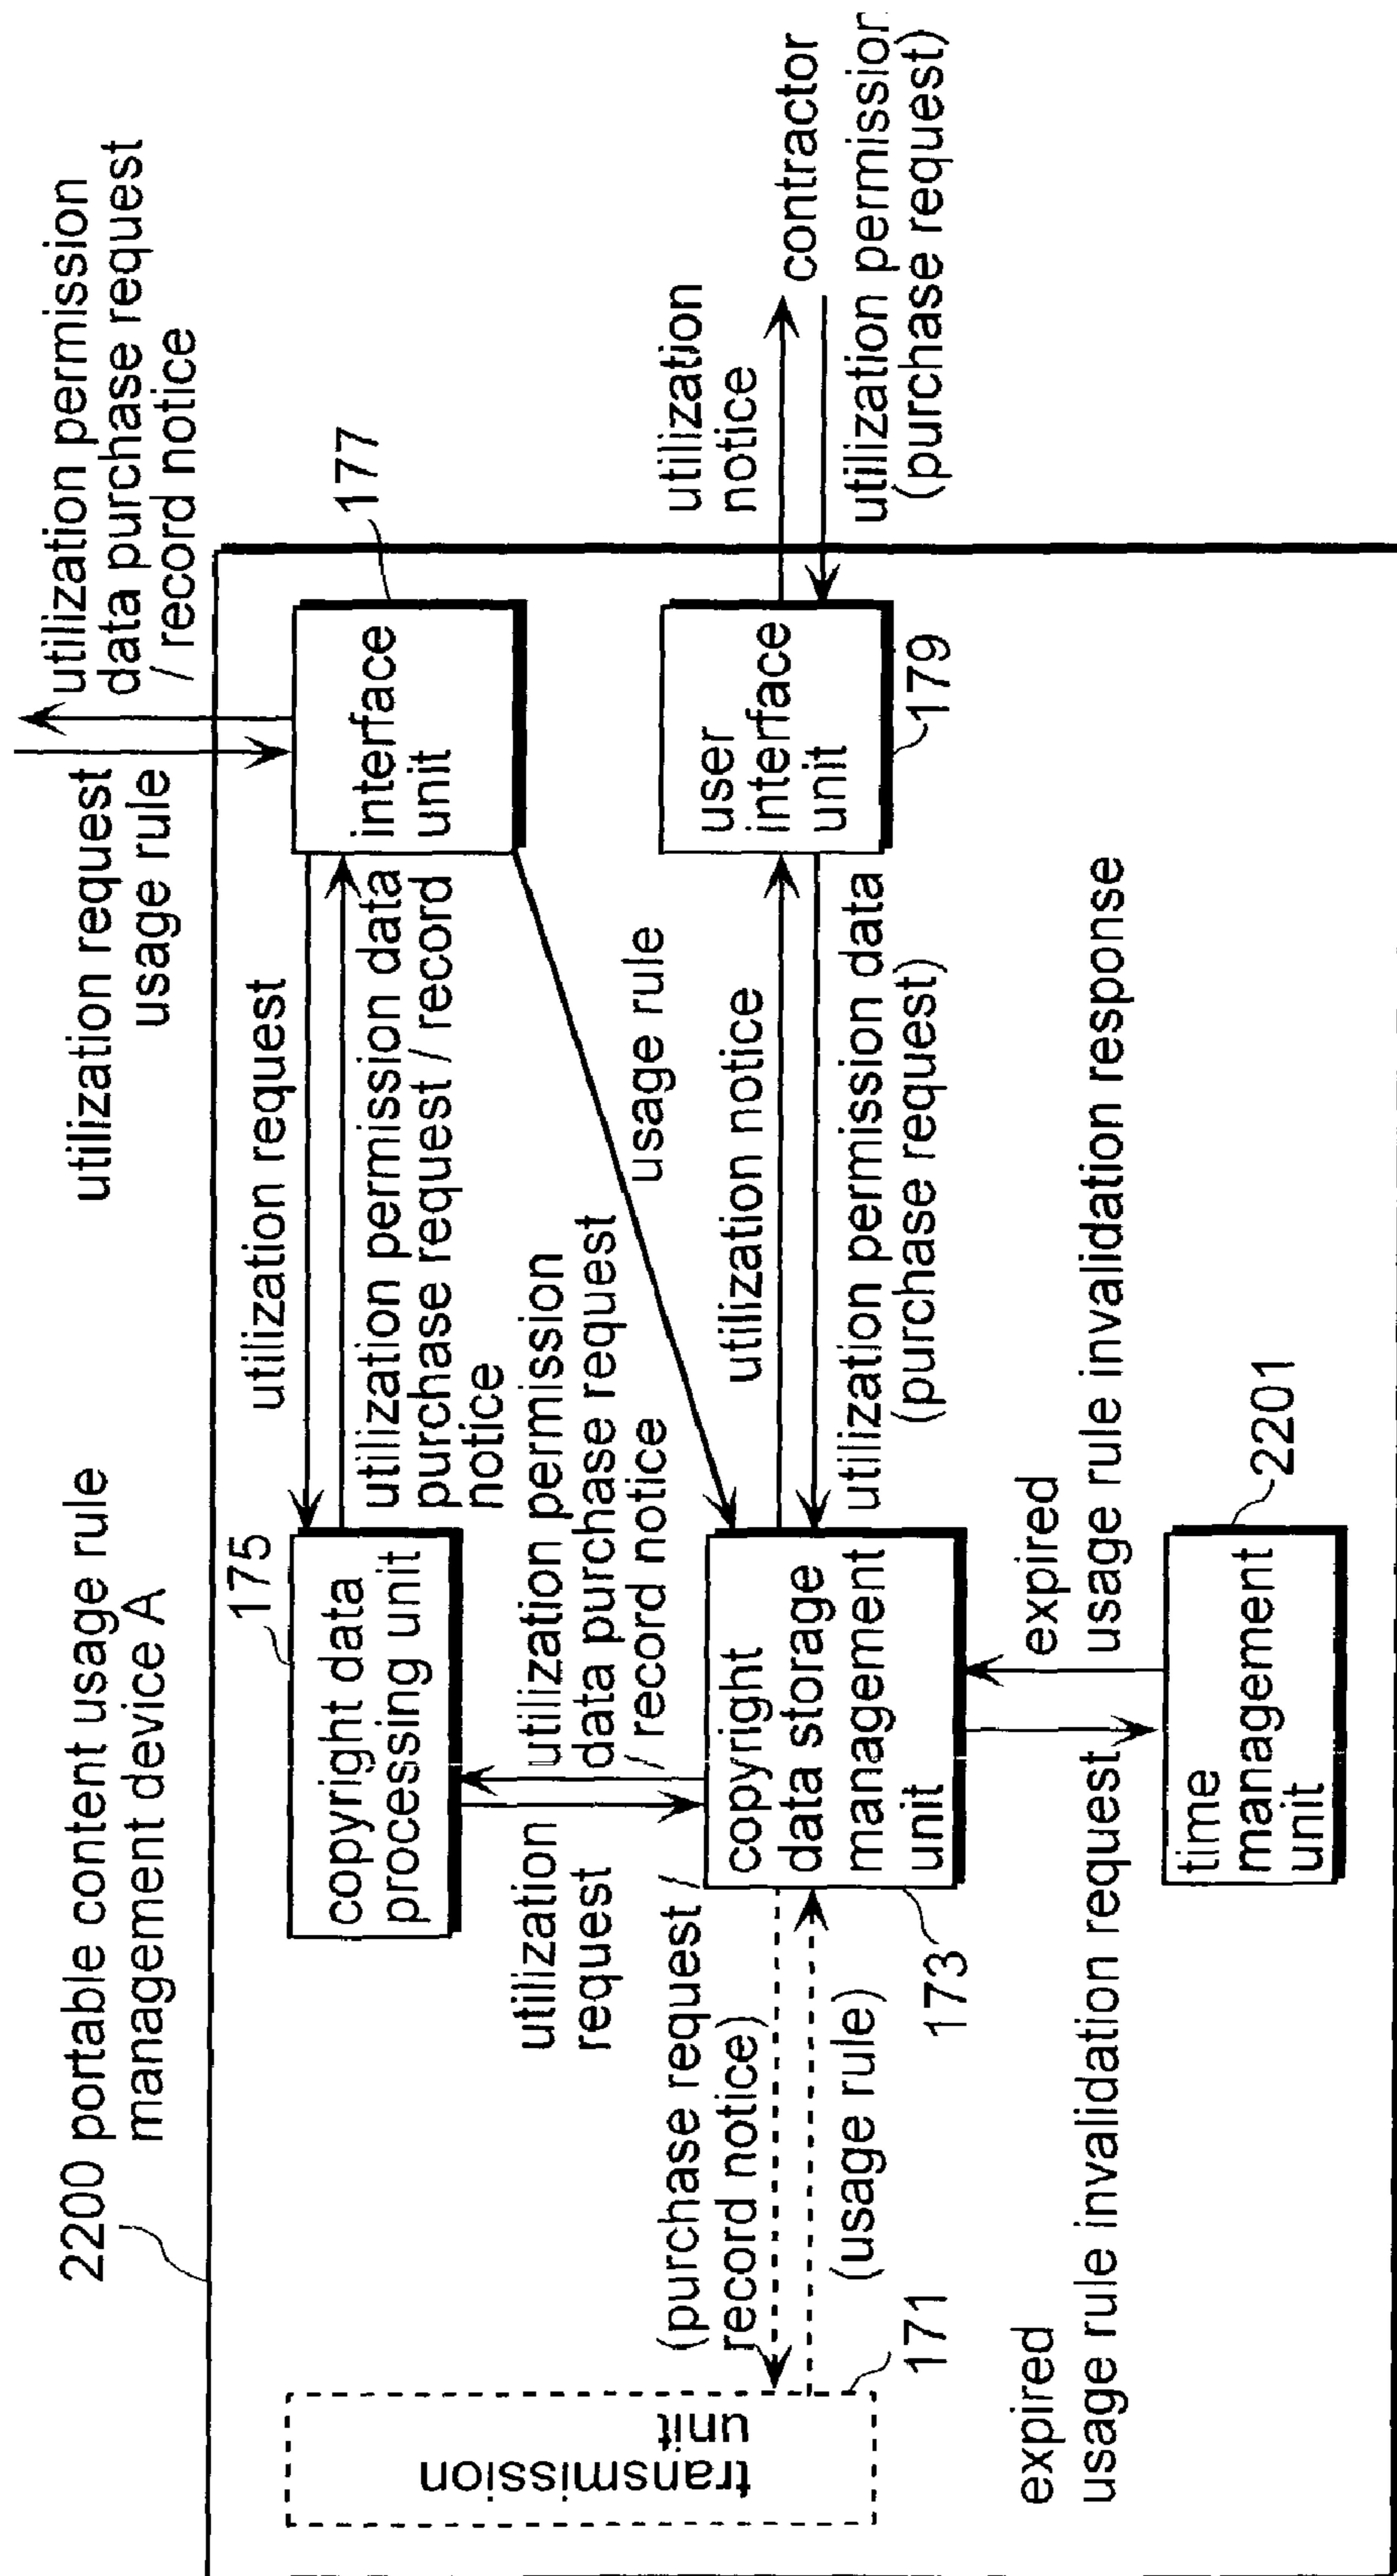 2200 portable content usage rule
management device A
utilization request
usage rule
utilization permission
data purchase request
/ record notice
175
copyright data
processing unit
utilization request
utilization permission data
purchase request / record
notice
interface
unit
177
utilization
request
utilization permission
data purchase request
/ record notice
usage rule
transmission
unit
171
(purchase request /
record notice)
(usage rule)
copyright
data storage
management
unit
173
utilization notice
utilization permission data
(purchase request)
user
interface
unit
179
utilization
notice
contractor
utilization permission
(purchase request)
expired
usage rule invalidation request
expired
usage rule invalidation response
time
management
unit
2201